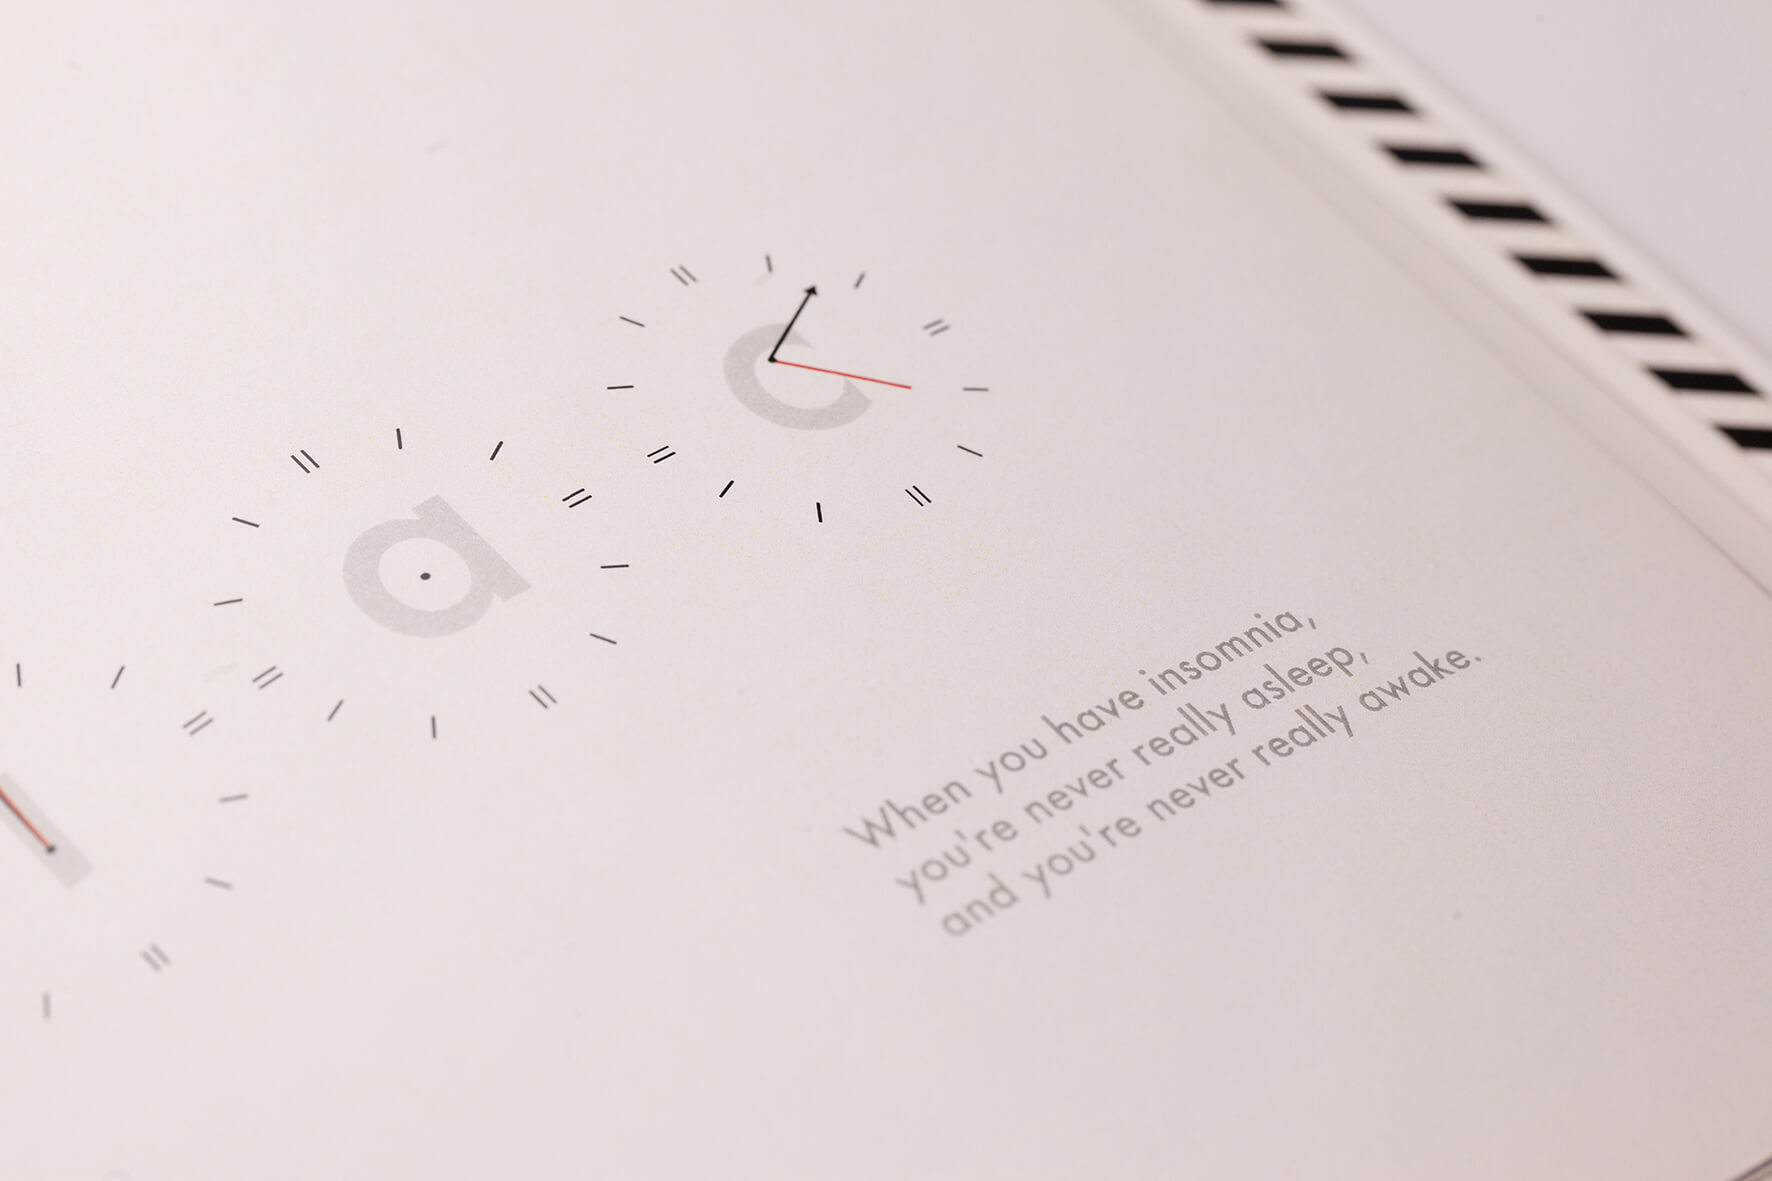 a
c
When you have insomnia,
you're never really asleep,
and you're never really awake.